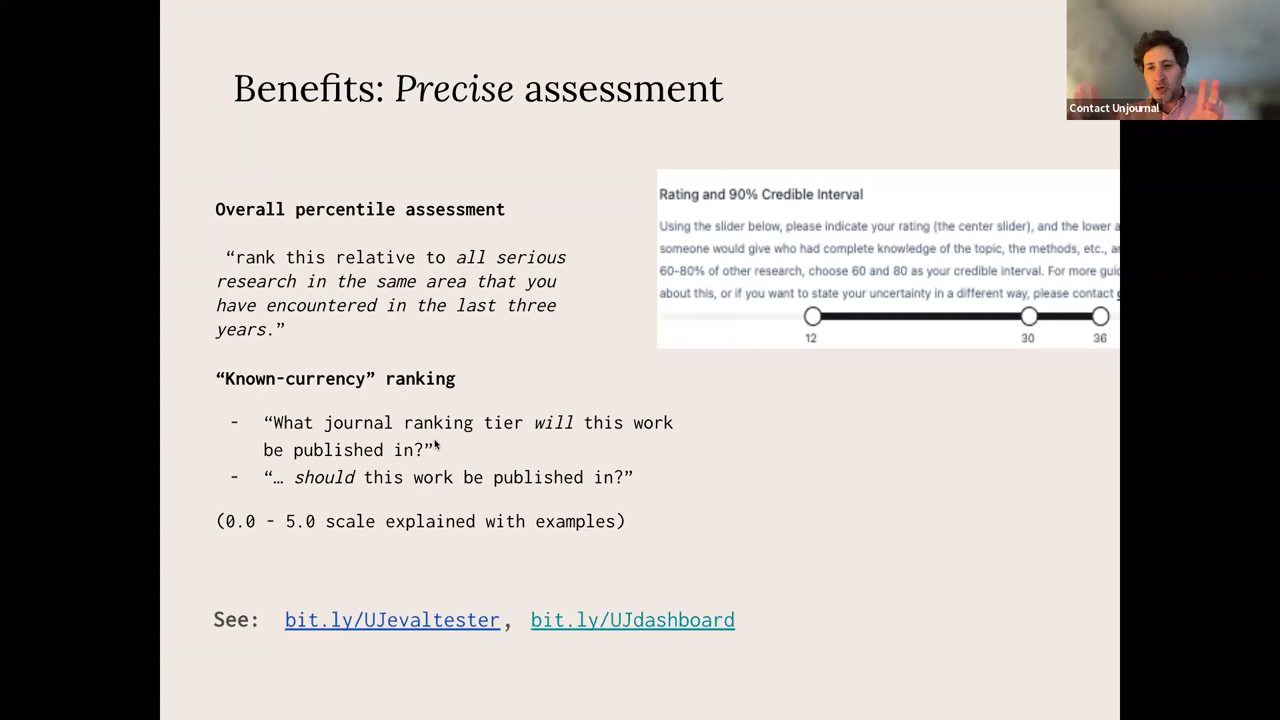 Benefits: Precise assessment
Contact Unjournal
Overall percentile assessment
“rank this relative to all serious
research in the same area that you
have encountered in the last three
years.”
“Known-currency” ranking
- “What journal ranking tier will this work
be published in?”
- “… should this work be published in?”
(0.0 - 5.0 scale explained with examples)
Rating and 90% Credible Interval
Using the slider below, please indicate your rating (the center slider), and the lower a
someone would give who had complete knowledge of the topic, the methods, etc., a
60-80% of other research, choose 60 and 80 as your credible interval. For more guid
about this, or if you want to state your uncertainty in a different way, please contact
12 30 36
See: bit.ly/UJevaltester, bit.ly/UJdashboard